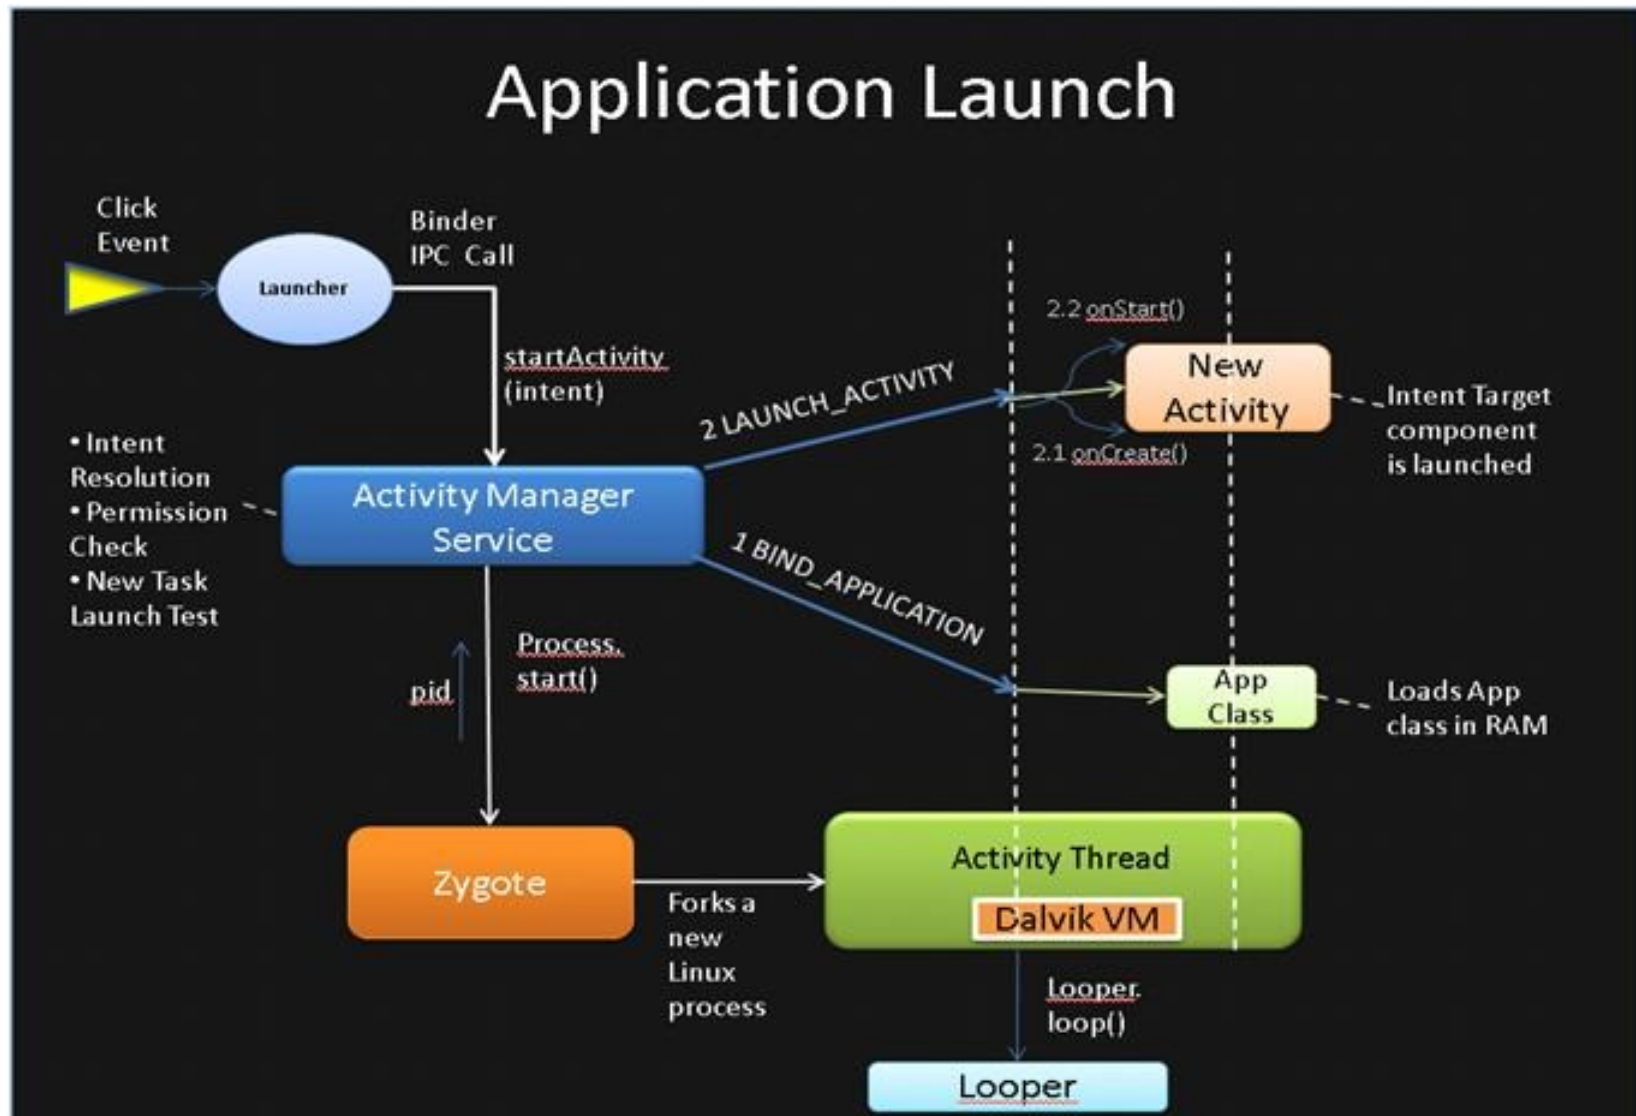 Application Launch
Click
Event
Binder
IPC Call
Launcher
startActivity
(intent)
2.2 onStart()
New
Activity
2 LAUNCH_ACTIVITY
2.1 onCreate()
Intent Target
component
is launched
• Intent
Resolution
• Permission
Check
• New Task
Launch Test
Activity Manager
Service
1 BIND_APPLICATION
Process.
start()
pid
App
Class
Loads App
class in RAM
Zygote
Forks a
new
Linux
process
Activity Thread
Dalvik VM
Looper.
loop()
Looper